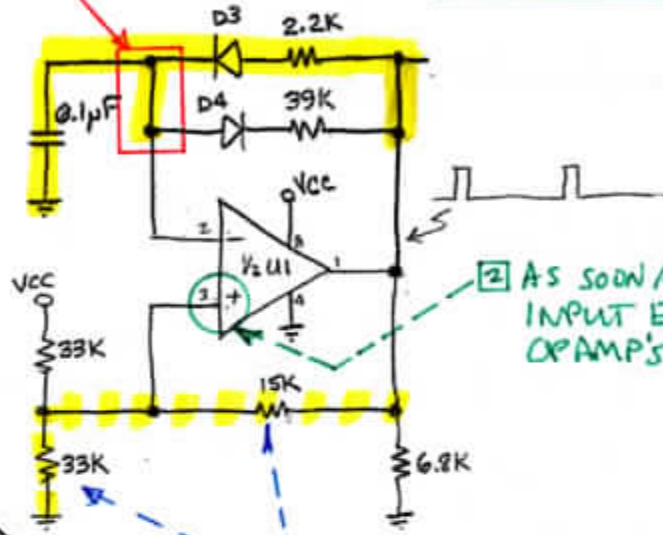 D3
2.2K
0.1µF
D4
39K
VCC
2
8
½ U1
1
3
+
4
VCC
33K
15K
33K
6.8K
2 AS SOON
INPUT E
OPAMP'S